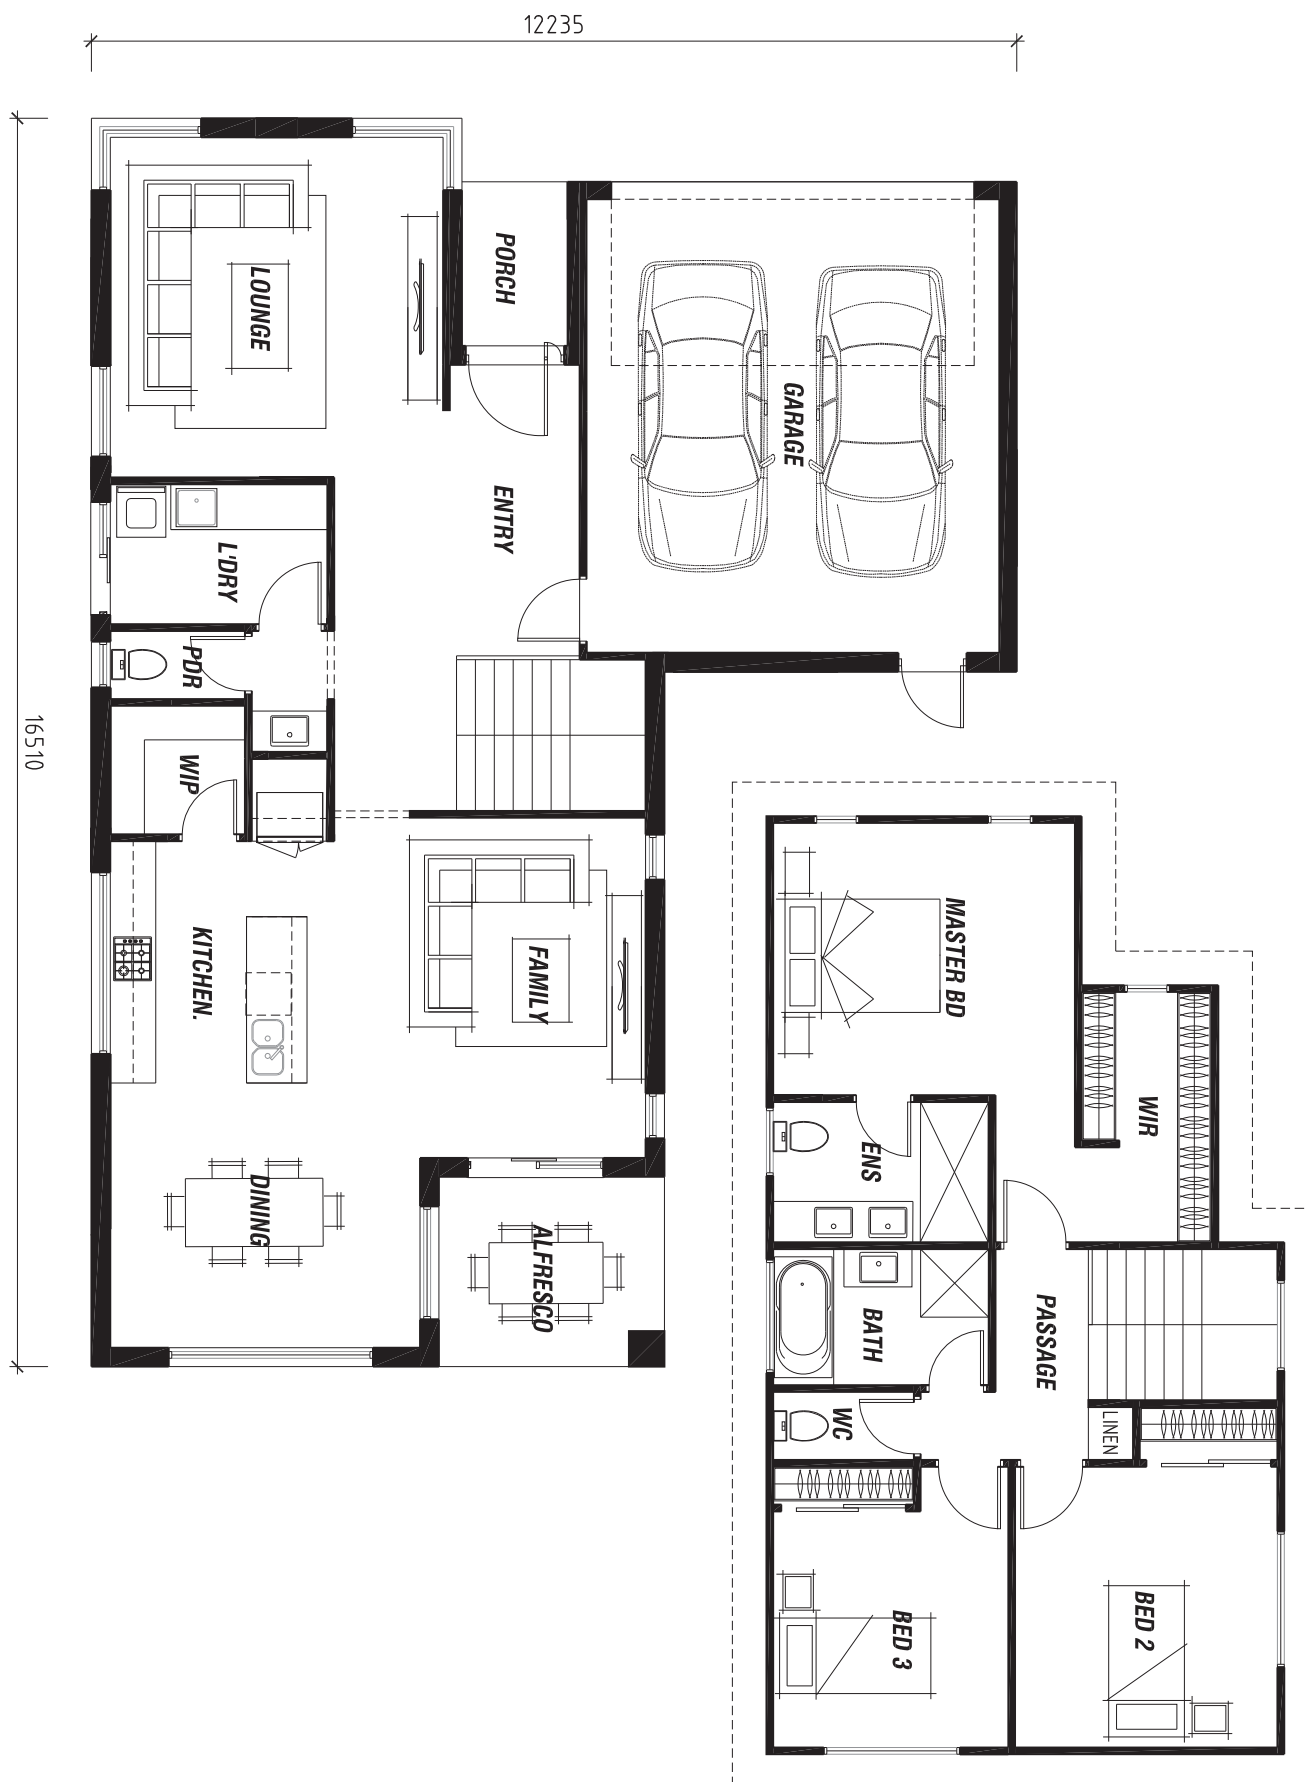 12235
16510
LOUNGE
PORCH
GARAGE
ENTRY
L'DRY
PDR
WIP
KITCHEN.
FAMILY
DINING
ALFRESCO
MASTER BD
WIR
ENS
BATH
PASSAGE
WC
LINEN
BED 3
BED 2